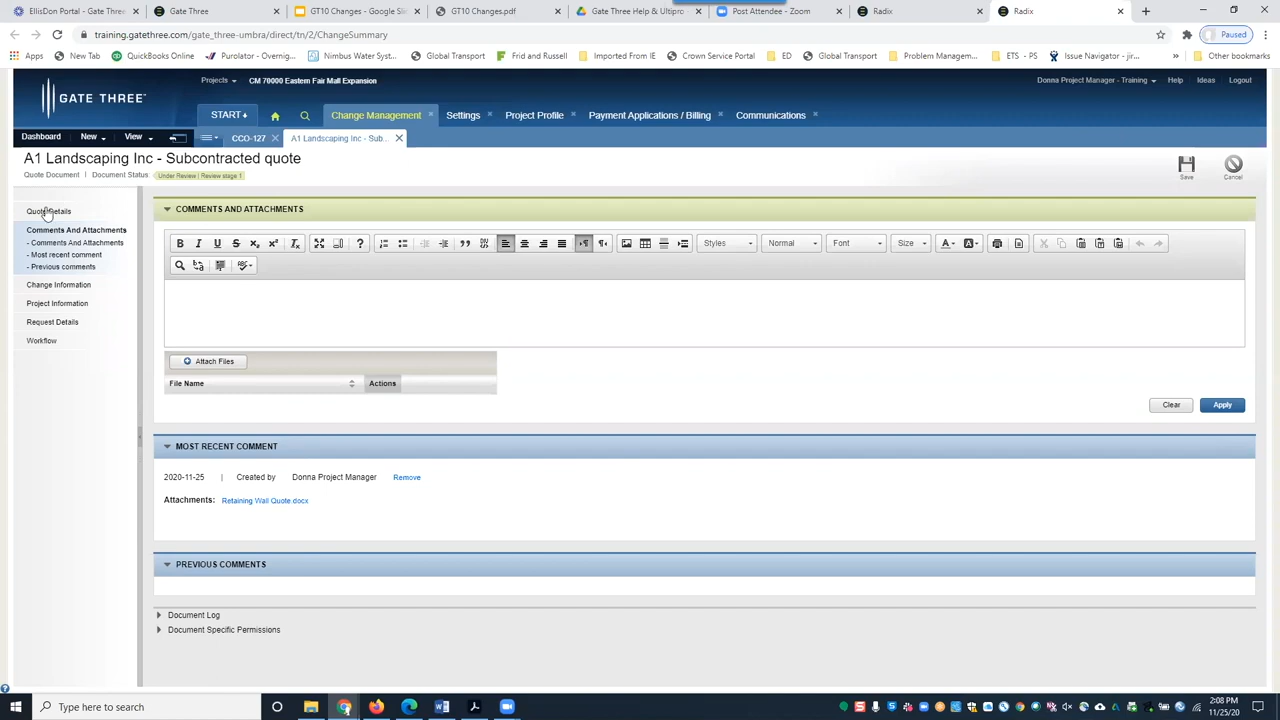 EllisDon Portal - Dashboard
Gate Three
GT10 Changes - Google Sli
GT10 Changes.pdf
Gate Three Help & Ultipro
Post Attendee - Zoom
Radix
Radix
training.gatethree.com/gate_three-umbra/direct/tn/2/ChangeSummary
Paused
Apps
New Tab
QuickBooks Online
Purolator - Overnig...
Nimbus Water Syst...
Global Transport
Frid and Russell
Imported From IE
Crown Service Portal
ED
Global Transport
Problem Managem...
ETS - PS
Issue Navigator - jir...
Other bookmarks
GATE THREE
Projects
CM 70000 Eastern Fair Mall Expansion
Donna Project Manager - Training
Help
Ideas
Logout
START
Change Management
Settings
Project Profile
Payment Applications / Billing
Communications
Dashboard
New
View
CCO-127
A1 Landscaping Inc - Sub...
A1 Landscaping Inc - Subcontracted quote
Quote Document | Document Status
Under Review | Review stage 1
Save
Cancel
Quote Details
Comments And Attachments
- Comments And Attachments
- Most recent comment
- Previous comments
Change Information
Project Information
Request Details
Workflow
COMMENTS AND ATTACHMENTS
Styles
Normal
Font
Size
Attach Files
File Name
Actions
Clear
Apply
MOST RECENT COMMENT
2020-11-25 | Created by Donna Project Manager Remove
Attachments: Retaining Wall Quote.docx
PREVIOUS COMMENTS
Document Log
Document Specific Permissions
Type here to search
2:08 PM
11/25/20